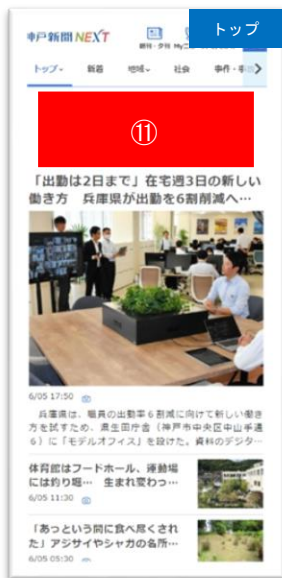 トップ
神戸新聞NEXT
朝刊・夕刊 My
トップ
新着
地域
社会
事件・事故
⑪
「出勤は2日まで」在宅週3日の新しい
働き方 兵庫県が出勤を6割削減へ…
6/05 17:50
兵庫県は、職員の出勤率6割減に向けて新しい働き
方を試すため、県生田庁舎(神戸市中央区中山手通
6)に「モデルオフィス」を設けた。資料のデジタ…
体育館はフードホール、運動場
には釣り堀… 生まれ変わっ…
6/05 11:30
「あっという間に食べ尽くされ
た」アジサイやシャガの名所…
6/05 05:30